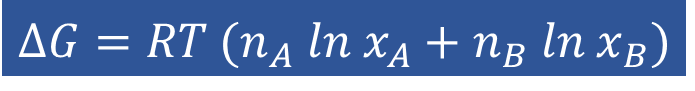 ΔG = RT (n_A ln x_A + n_B ln x_B)